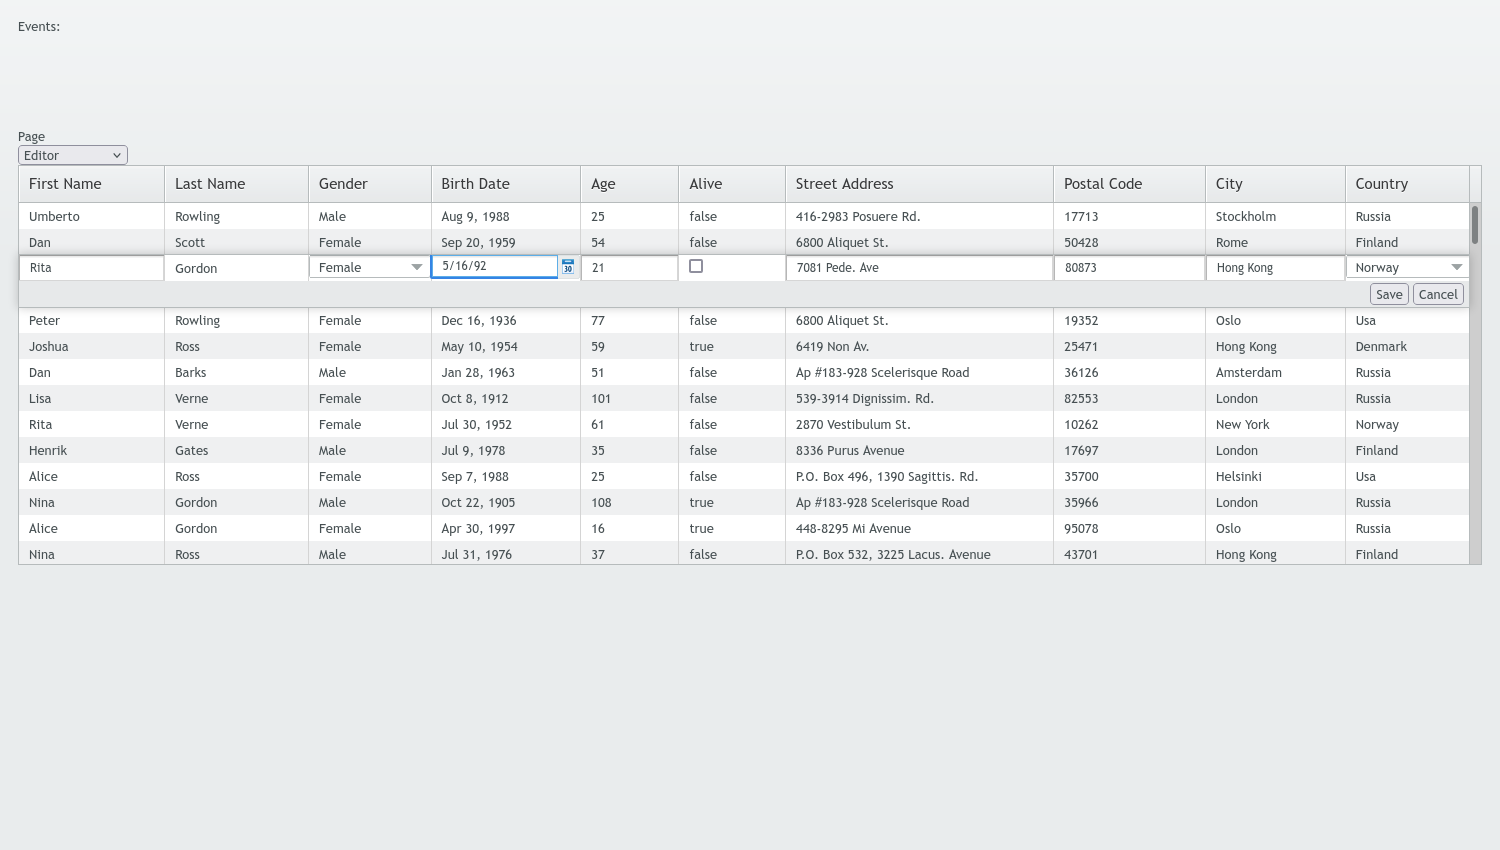 Events:
Page
Editor
First Name Last Name Gender Birth Date Age Alive Street Address Postal Code City Country
Umberto Rowling Male Aug 9, 1988 25 false 416-2983 Posuere Rd. 17713 Stockholm Russia
Dan Scott Female Sep 20, 1959 54 false 6800 Aliquet St. 50428 Rome Finland
Rita Gordon Female 5/16/92 30 21 7081 Pede. Ave 80873 Hong Kong Norway
Save Cancel
Peter Rowling Female Dec 16, 1936 77 false 6800 Aliquet St. 19352 Oslo Usa
Joshua Ross Female May 10, 1954 59 true 6419 Non Av. 25471 Hong Kong Denmark
Dan Barks Male Jan 28, 1963 51 false Ap #183-928 Scelerisque Road 36126 Amsterdam Russia
Lisa Verne Female Oct 8, 1912 101 false 539-3914 Dignissim. Rd. 82553 London Russia
Rita Verne Female Jul 30, 1952 61 false 2870 Vestibulum St. 10262 New York Norway
Henrik Gates Male Jul 9, 1978 35 false 8336 Purus Avenue 17697 London Finland
Alice Ross Female Sep 7, 1988 25 false P.O. Box 496, 1390 Sagittis. Rd. 35700 Helsinki Usa
Nina Gordon Male Oct 22, 1905 108 true Ap #183-928 Scelerisque Road 35966 London Russia
Alice Gordon Female Apr 30, 1997 16 true 448-8295 Mi Avenue 95078 Oslo Russia
Nina Ross Male Jul 31, 1976 37 false P.O. Box 532, 3225 Lacus. Avenue 43701 Hong Kong Finland